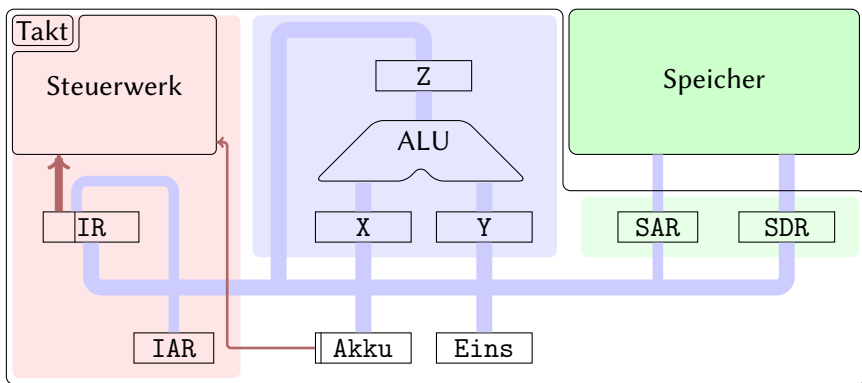 Takt
Steuerwerk
Z
Speicher
ALU
IR
X
Y
SAR
SDR
IAR
Akku
Eins